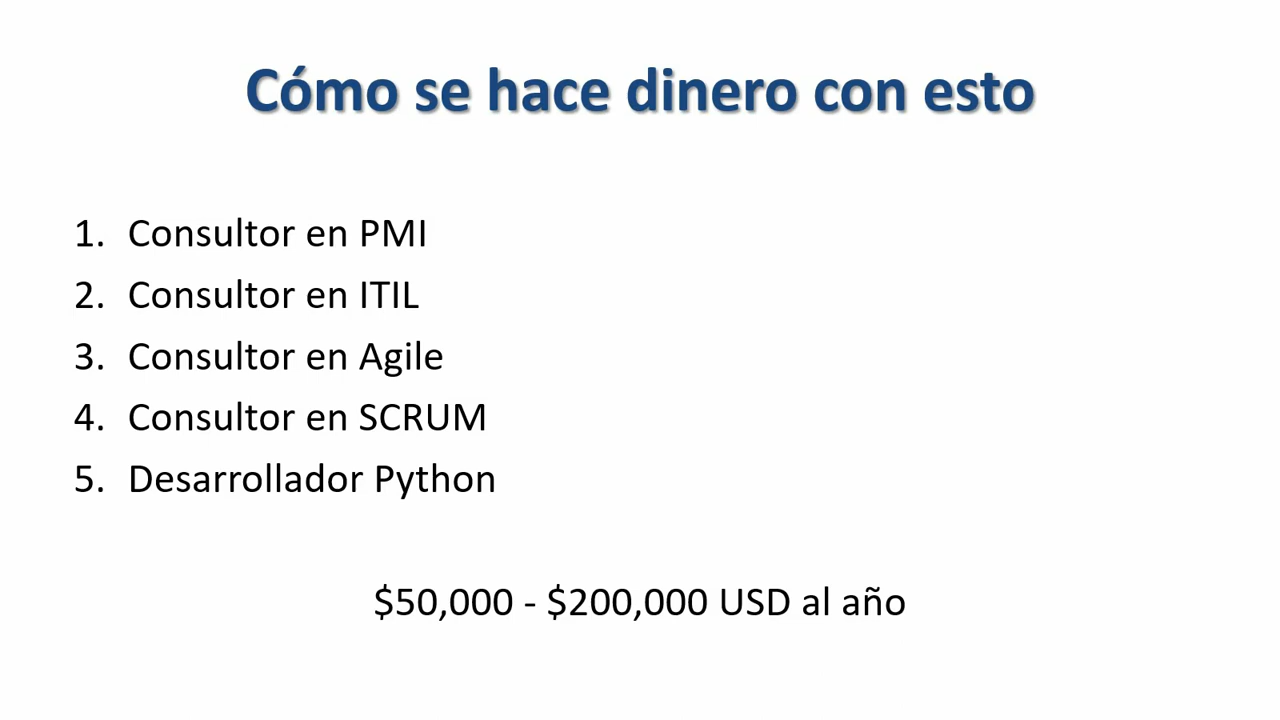 Cómo se hace dinero con esto
1. Consultor en PMI
2. Consultor en ITIL
3. Consultor en Agile
4. Consultor en SCRUM
5. Desarrollador Python
$50,000 - $200,000 USD al año